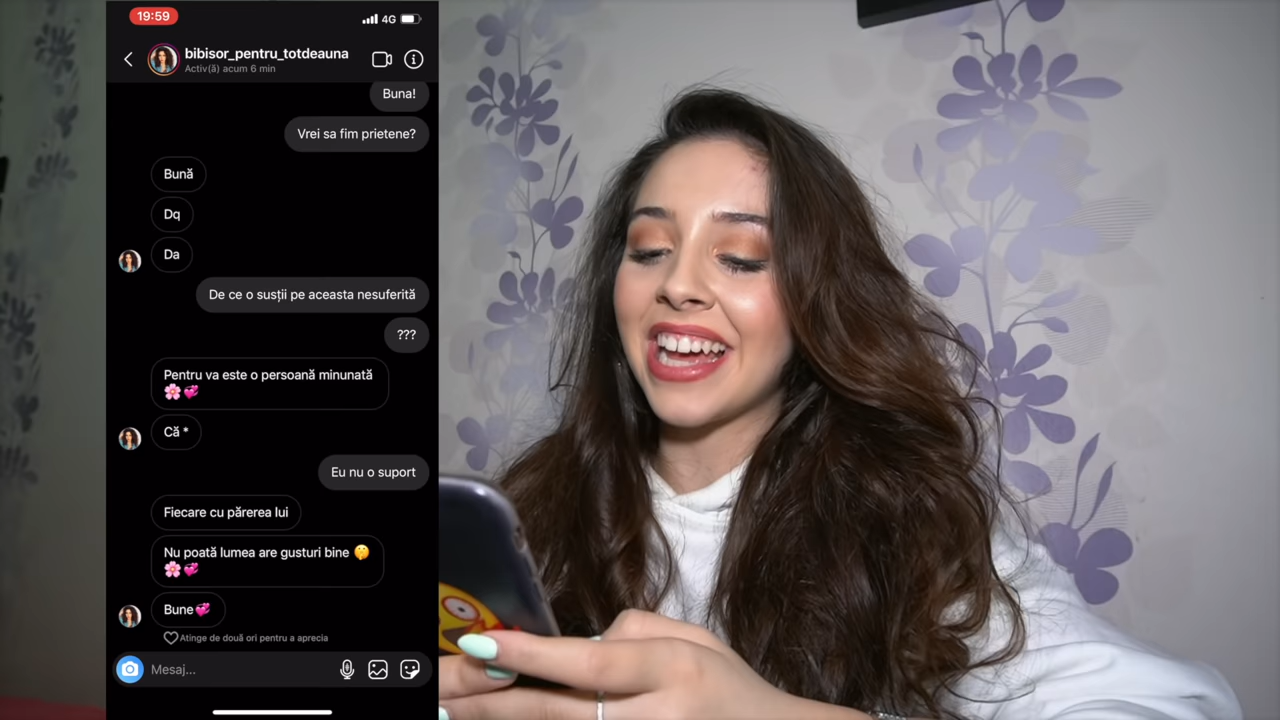 19:59
4G
bibisor_pentru_totdeauna
Activ(ă) acum 6 min
Buna!
Vrei sa fim prietene?
Bună
Dq
Da
De ce o susții pe aceasta nesuferită
???
Pentru va este o persoană minunată
🌸💞
Că *
Eu nu o suport
Fiecare cu părerea lui
Nu poată lumea are gusturi bine 🤫
🌸💞
Bune💞
Atinge de două ori pentru a aprecia
Mesaj...